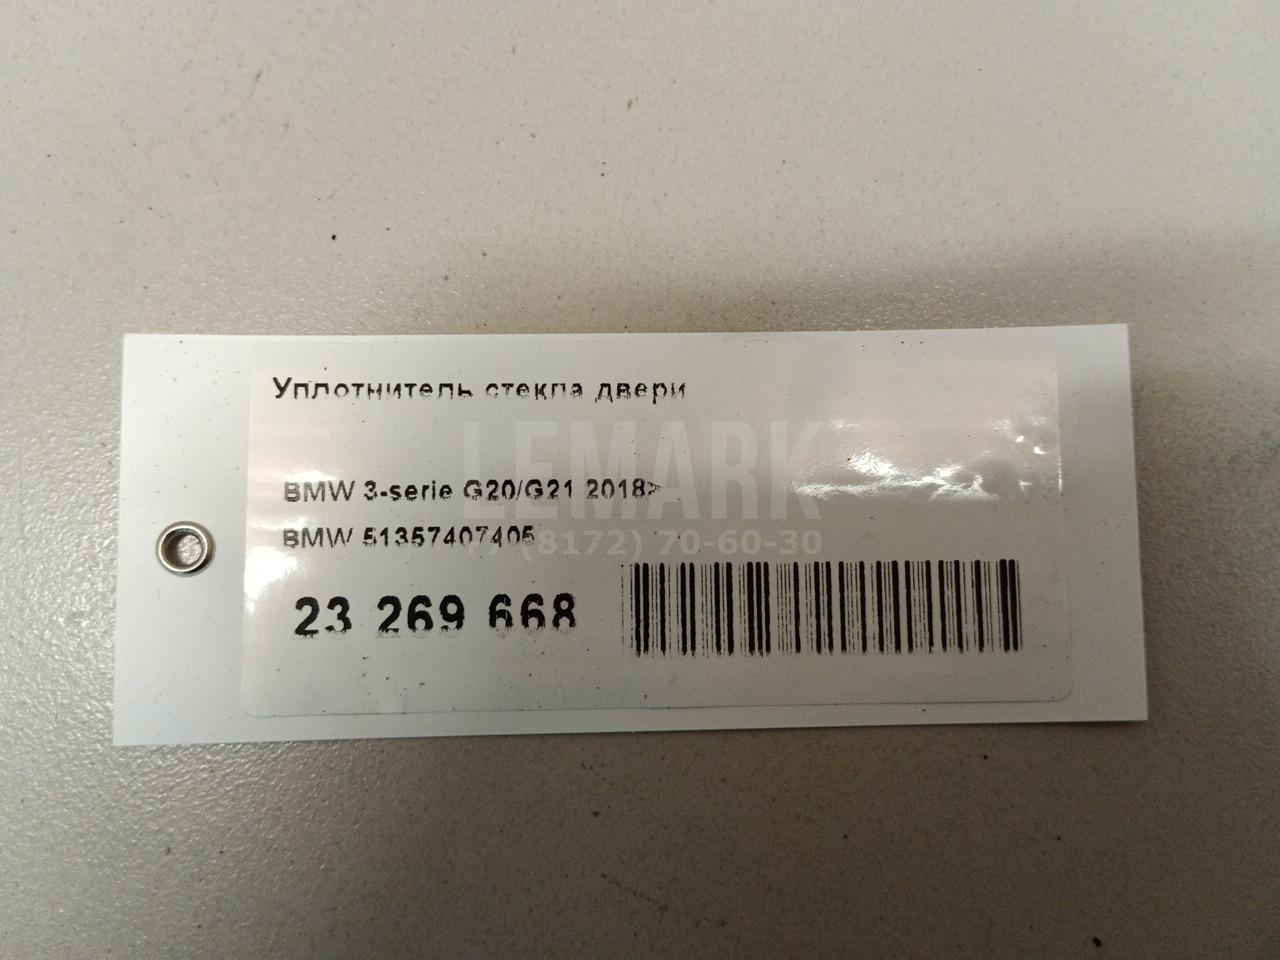 Уплотнитель стекла двери
LEMARK
BMW 3-serie G20/G21 2018>
BMW 51357407405
(8172) 70-60-30
23 269 668